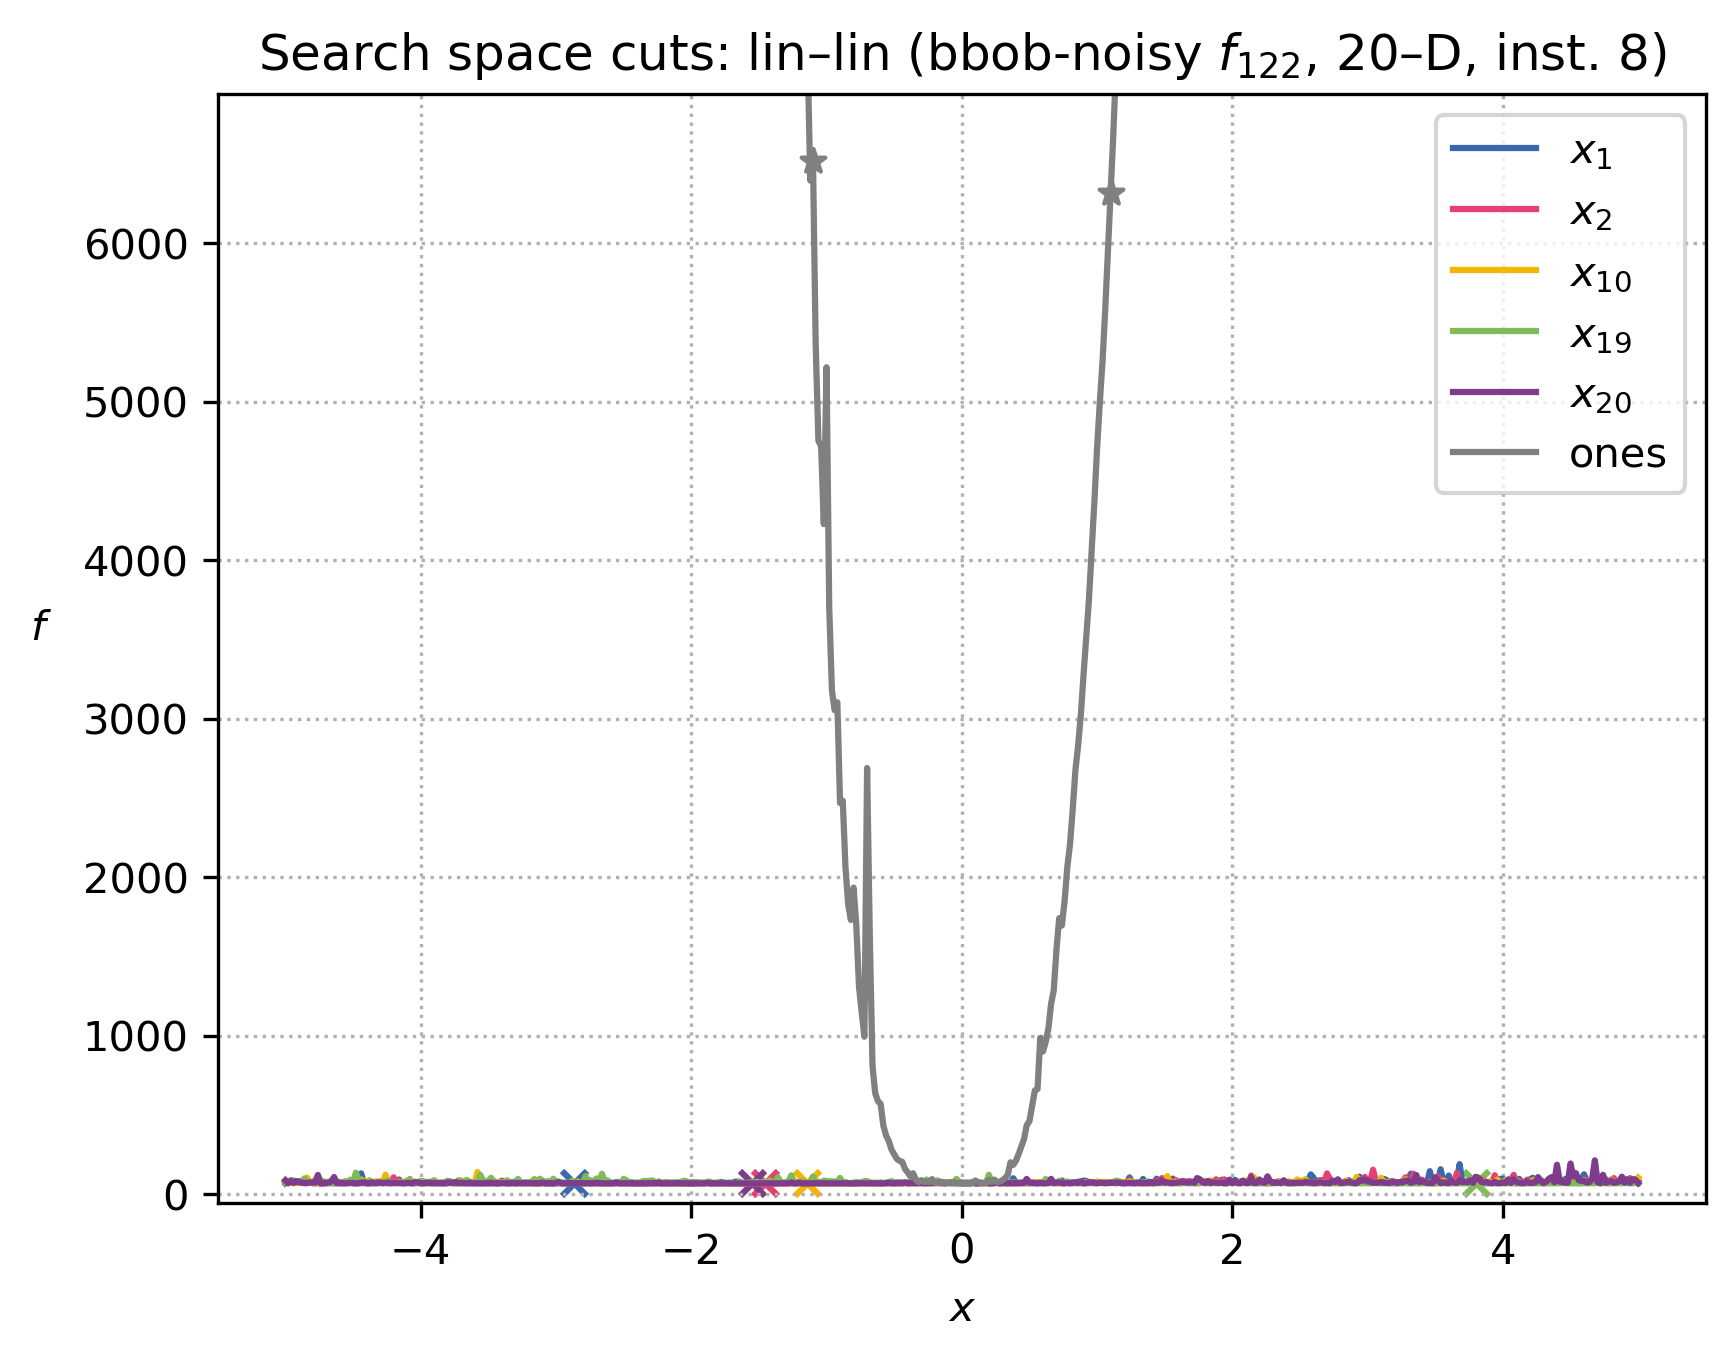 Search space cuts: lin–lin (bbob-noisy f₁₂₂, 20–D, inst. 8)
x₁
x₂
x₁₀
x₁₉
x₂₀
ones
6000
5000
4000
3000
2000
1000
0
f
−4
−2
0
2
4
x